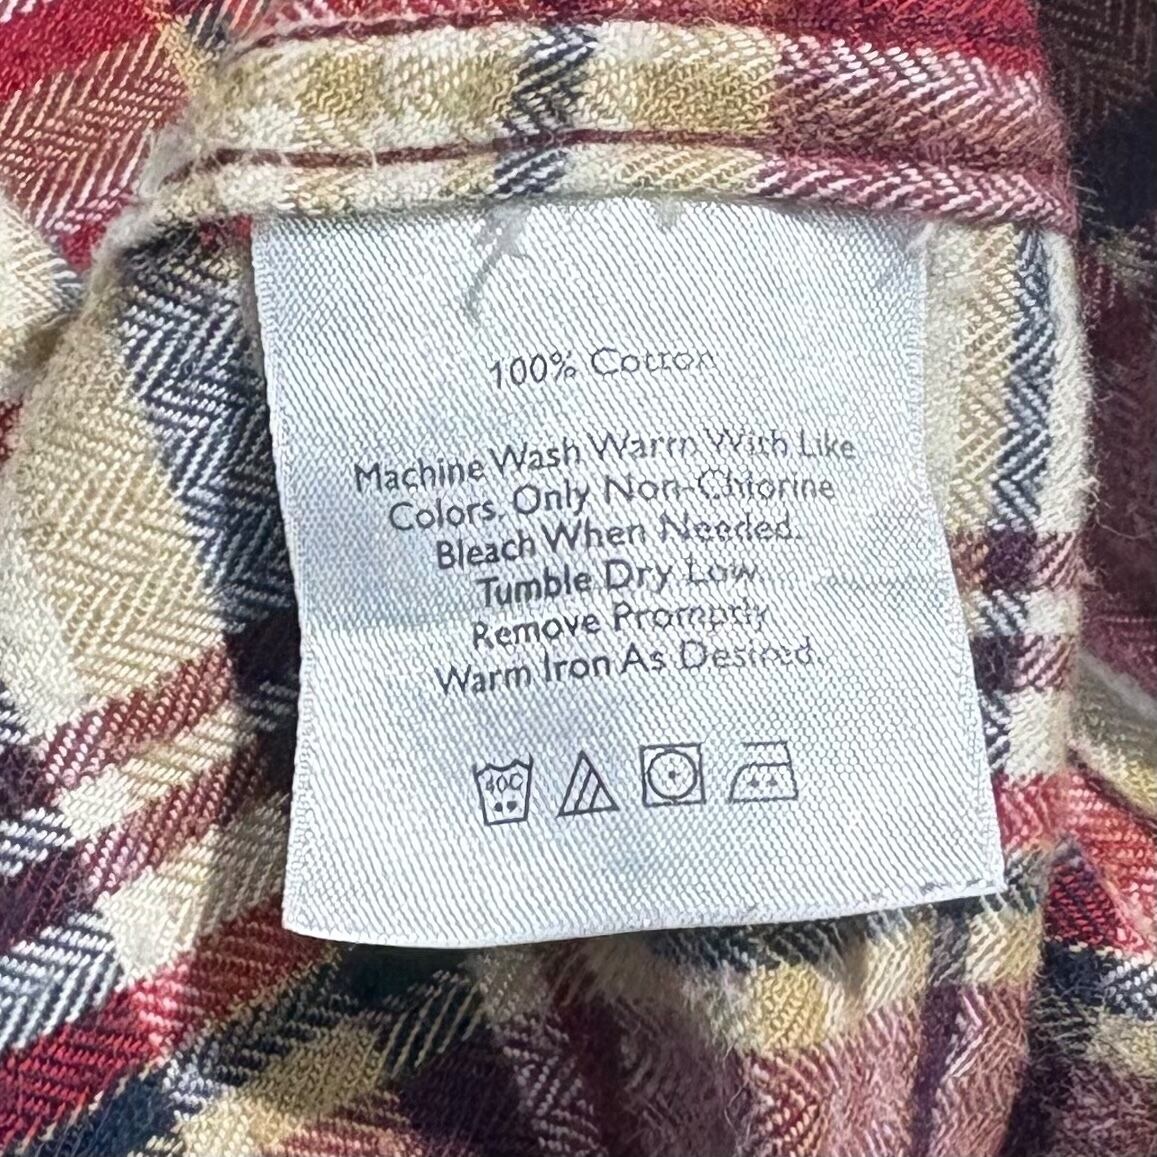 100% Cotton
Machine Wash Warm With Like
Colors. Only Non-Chlorine
Bleach When Needed.
Tumble Dry Low.
Remove Promptly
Warm Iron As Desired.
40C